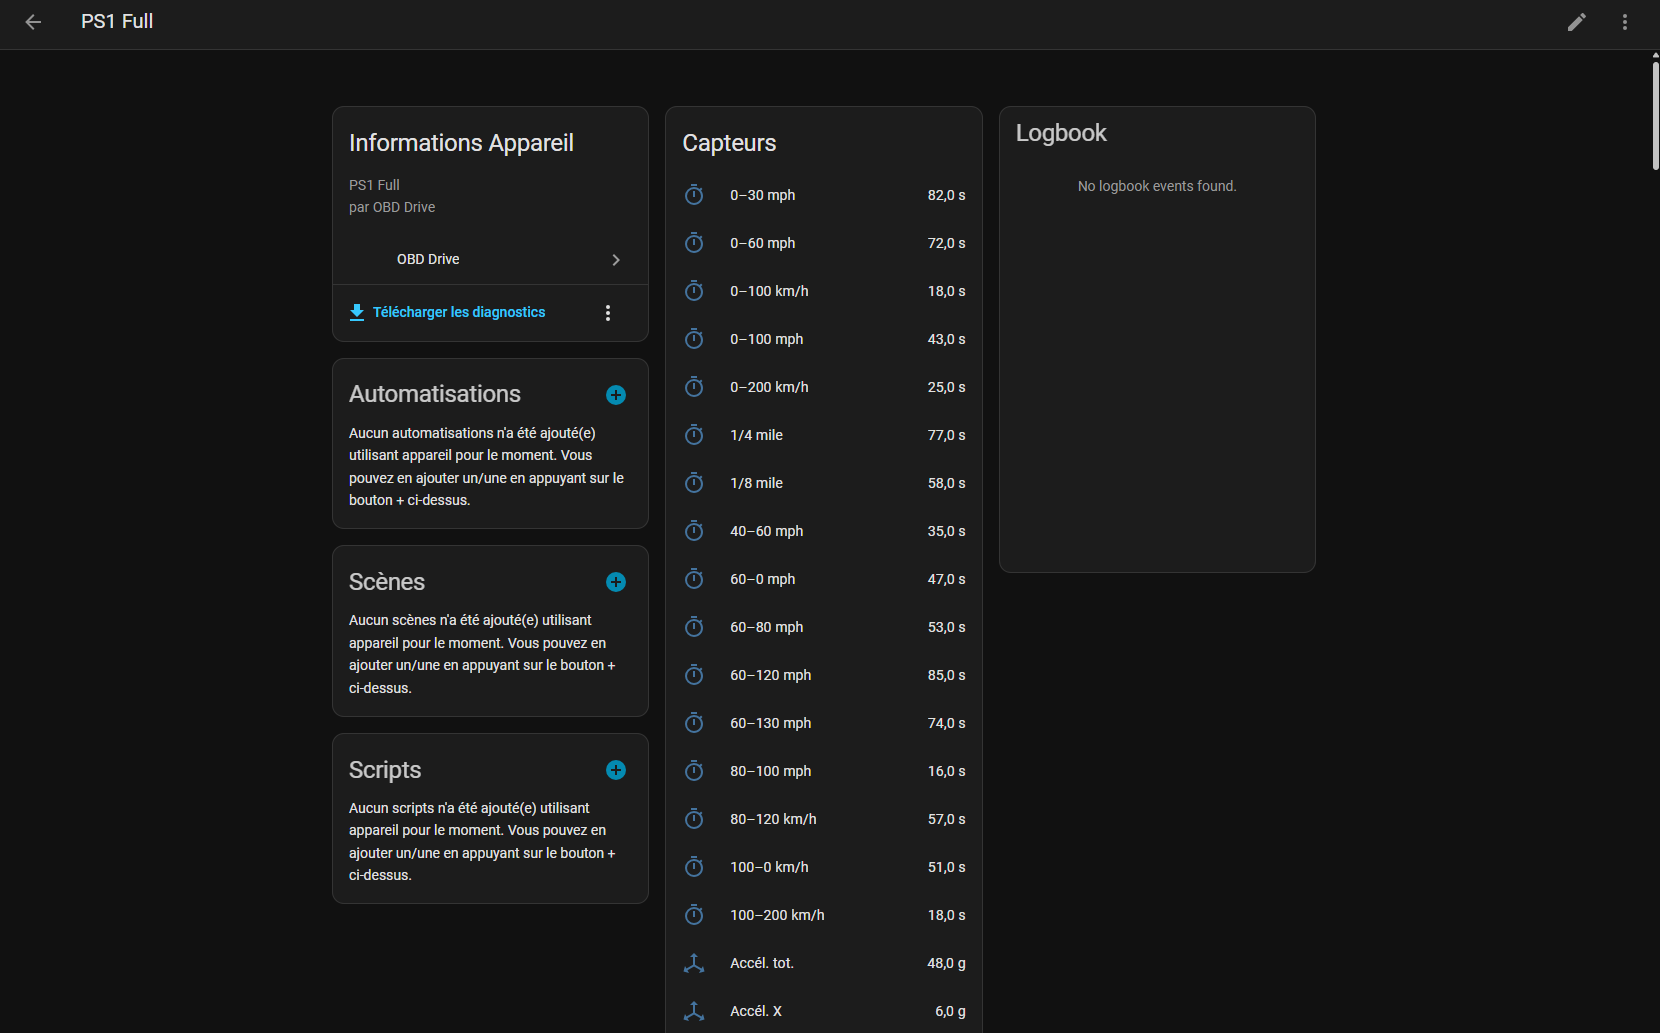 PS1 Full
Informations Appareil
PS1 Full
par OBD Drive
OBD Drive
Télécharger les diagnostics
Automatisations
Aucun automatisations n'a été ajouté(e)
utilisant appareil pour le moment. Vous
pouvez en ajouter un/une en appuyant sur le
bouton + ci-dessus.
Scènes
Aucun scènes n'a été ajouté(e) utilisant
appareil pour le moment. Vous pouvez en
ajouter un/une en appuyant sur le bouton +
ci-dessus.
Scripts
Aucun scripts n'a été ajouté(e) utilisant
appareil pour le moment. Vous pouvez en
ajouter un/une en appuyant sur le bouton +
ci-dessus.
Capteurs
0–30 mph 82,0 s
0–60 mph 72,0 s
0–100 km/h 18,0 s
0–100 mph 43,0 s
0–200 km/h 25,0 s
1/4 mile 77,0 s
1/8 mile 58,0 s
40–60 mph 35,0 s
60–0 mph 47,0 s
60–80 mph 53,0 s
60–120 mph 85,0 s
60–130 mph 74,0 s
80–100 mph 16,0 s
80–120 km/h 57,0 s
100–0 km/h 51,0 s
100–200 km/h 18,0 s
Accél. tot. 48,0 g
Accél. X 6,0 g
Logbook
No logbook events found.